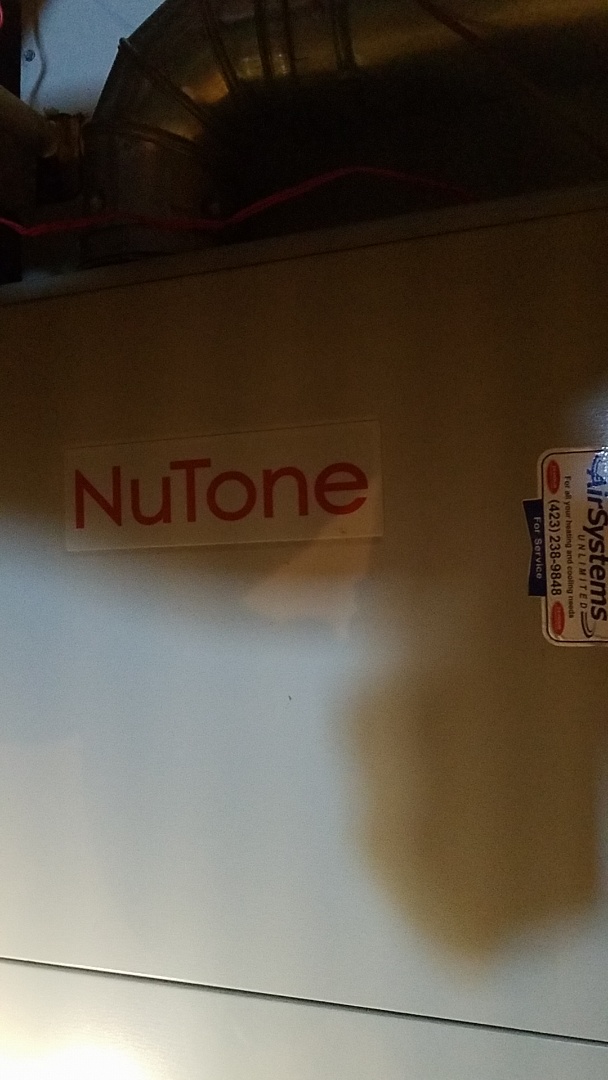 NuTone
AirSystems
UNLIMITED
For all your heating and cooling needs
(423) 238-9848
For Service